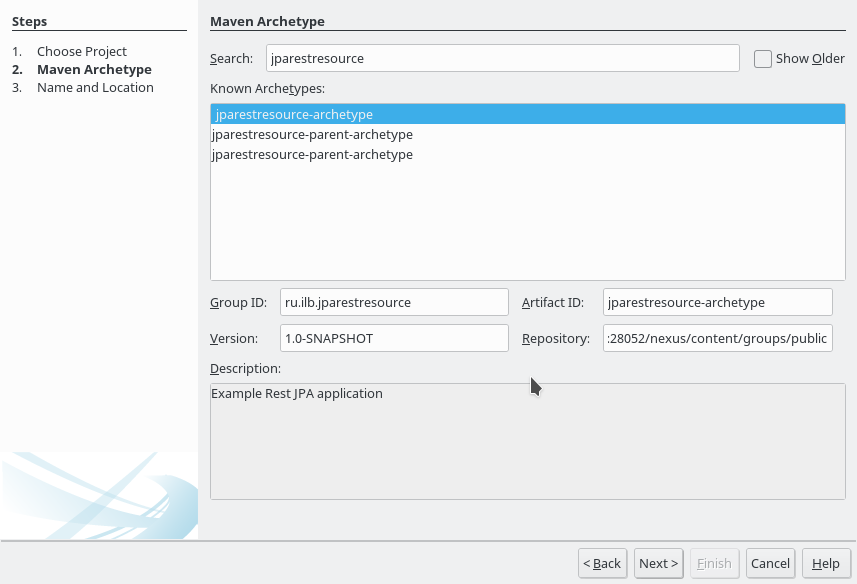 Steps
1. Choose Project
2. Maven Archetype
3. Name and Location
Maven Archetype
Search: jparestresource Show Older
Known Archetypes:
jparestresource-archetype
jparestresource-parent-archetype
jparestresource-parent-archetype
Group ID: ru.ilb.jparestresource Artifact ID: jparestresource-archetype
Version: 1.0-SNAPSHOT Repository: :28052/nexus/content/groups/public
Description:
Example Rest JPA application
< Back Next > Finish Cancel Help